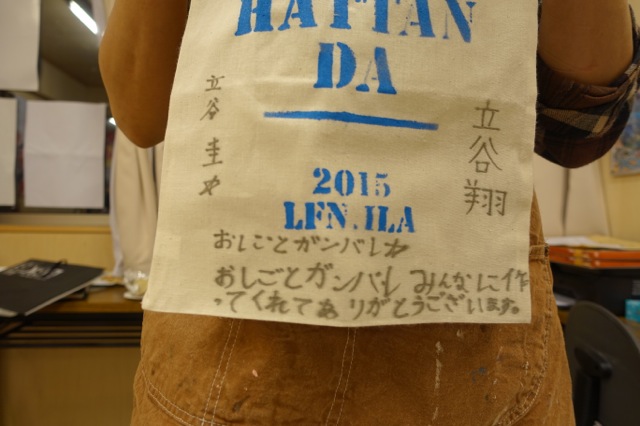 HATTAN
DA
立谷 圭や
立谷翔
2015
LFN.ILA
おしごとガンバレか
おしごとガンバレ みんなに作
ってくれてありがとうございます。